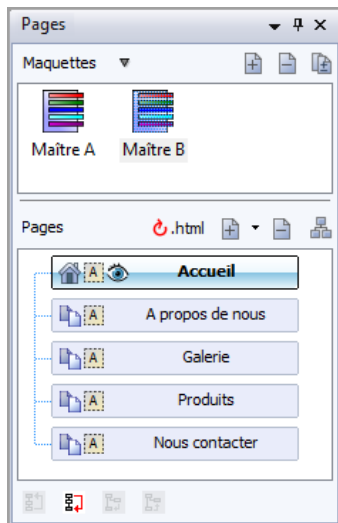 Pages
Maquettes
Maître A Maître B
Pages .html
A Accueil
A A propos de nous
A Galerie
A Produits
A Nous contacter